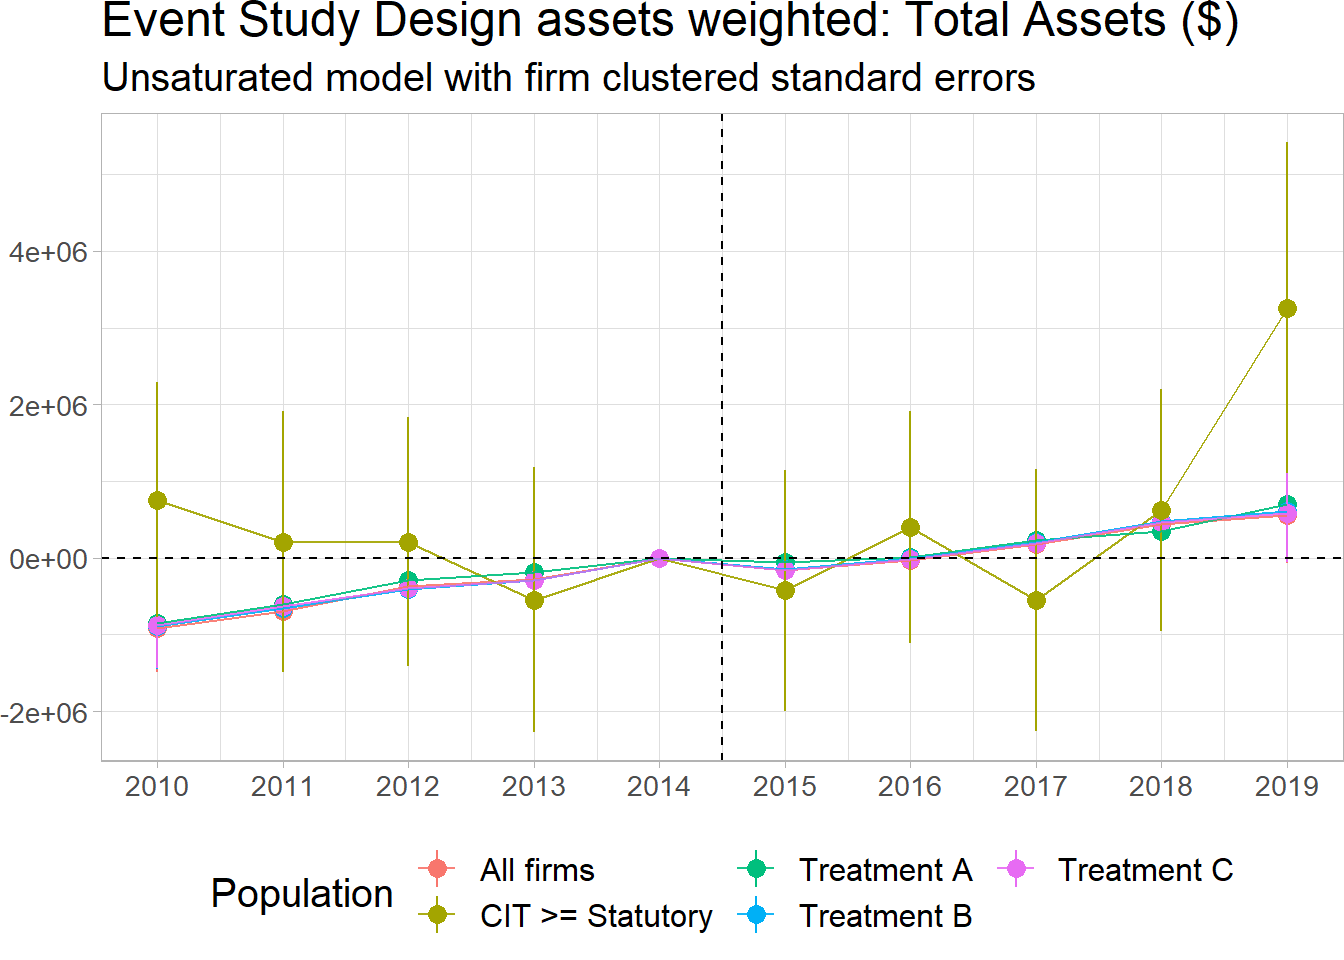 Event Study Design assets weighted: Total Assets ($)
Unsaturated model with firm clustered standard errors
4e+06
2e+06
0e+00
-2e+06
2010 2011 2012 2013 2014 2015 2016 2017 2018 2019
Population
All firms Treatment A Treatment C
CIT >= Statutory Treatment B